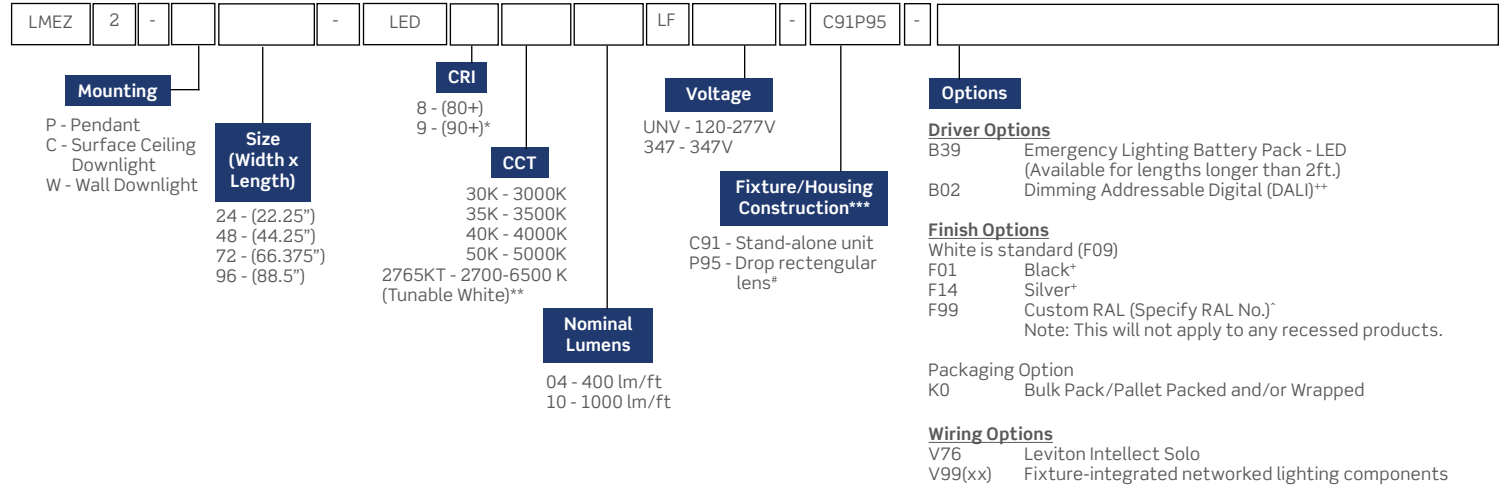 LMEZ 2 - - LED LF - C91P95 -
Mounting
P - Pendant
C - Surface Ceiling
Downlight
W - Wall Downlight
Size
(Width x
Length)
24 - (22.25”)
48 - (44.25”)
72 - (66.375”)
96 - (88.5”)
CRI
8 - (80+)
9 - (90+)*
CCT
30K - 3000K
35K - 3500K
40K - 4000K
50K - 5000K
2765KT - 2700-6500 K
(Tunable White)**
Nominal
Lumens
04 - 400 lm/ft
10 - 1000 lm/ft
Voltage
UNV - 120-277V
347 - 347V
Fixture/Housing
Construction***
C91 - Stand-alone unit
P95 - Drop rectengular
lens#
Options
Driver Options
B39 Emergency Lighting Battery Pack - LED
(Available for lengths longer than 2ft.)
B02 Dimming Addressable Digital (DALI)++
Finish Options
White is standard (F09)
F01 Black+
F14 Silver+
F99 Custom RAL (Specify RAL No.)^
Note: This will not apply to any recessed products.
Packaging Option
K0 Bulk Pack/Pallet Packed and/or Wrapped
Wiring Options
V76 Leviton Intellect Solo
V99(xx) Fixture-integrated networked lighting components